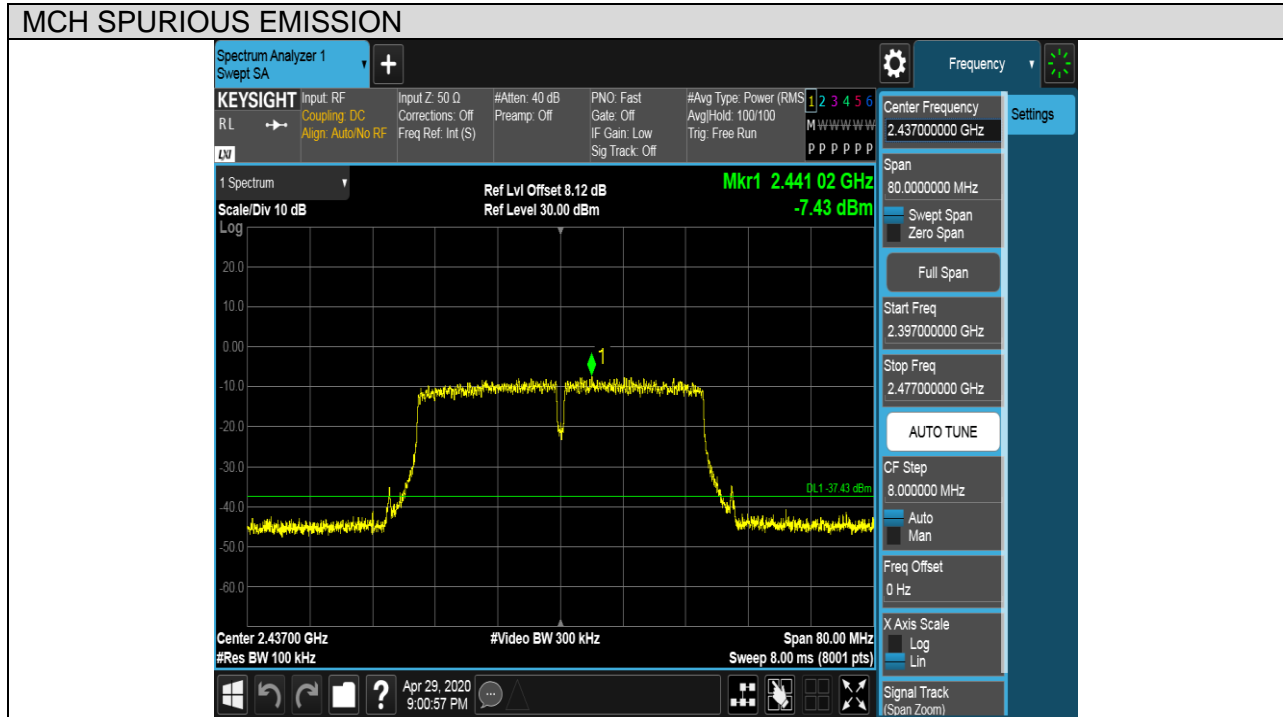 MCH SPURIOUS EMISSION
Spectrum Analyzer 1
Swept SA
+
Frequency
KEYSIGHT
RL
LXI
Input: RF
Coupling: DC
Align: Auto/No RF
Input Z: 50 Ω
Corrections: Off
Freq Ref: Int (S)
#Atten: 40 dB
Preamp: Off
PNO: Fast
Gate: Off
IF Gain: Low
Sig Track: Off
#Avg Type: Power (RMS
Avg|Hold: 100/100
Trig: Free Run
1 2 3 4 5 6
M W W W W W
P P P P P P
1 Spectrum
Scale/Div 10 dB
Ref Lvl Offset 8.12 dB
Ref Level 30.00 dBm
Mkr1 2.441 02 GHz
-7.43 dBm
Log
20.0
10.0
0.00
-10.0
-20.0
-30.0
-40.0
-50.0
-60.0
1
DL1 -37.43 dBm
Center 2.43700 GHz
#Res BW 100 kHz
#Video BW 300 kHz
Span 80.00 MHz
Sweep 8.00 ms (8001 pts)
?
Apr 29, 2020
9:00:57 PM
Center Frequency
2.437000000 GHz
Settings
Span
80.0000000 MHz
Swept Span
Zero Span
Full Span
Start Freq
2.397000000 GHz
Stop Freq
2.477000000 GHz
AUTO TUNE
CF Step
8.000000 MHz
Auto
Man
Freq Offset
0 Hz
X Axis Scale
Log
Lin
Signal Track
(Span Zoom)